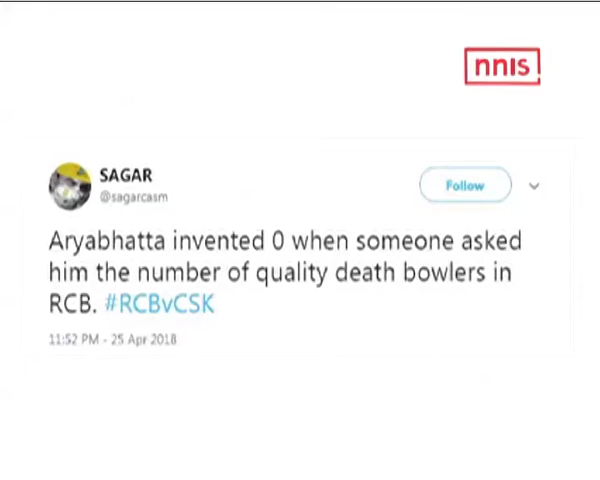 nnis
SAGAR
@sagarcasm
Follow
Aryabhatta invented 0 when someone asked
him the number of quality death bowlers in
RCB. #RCBvCSK
11:52 PM - 25 Apr 2018